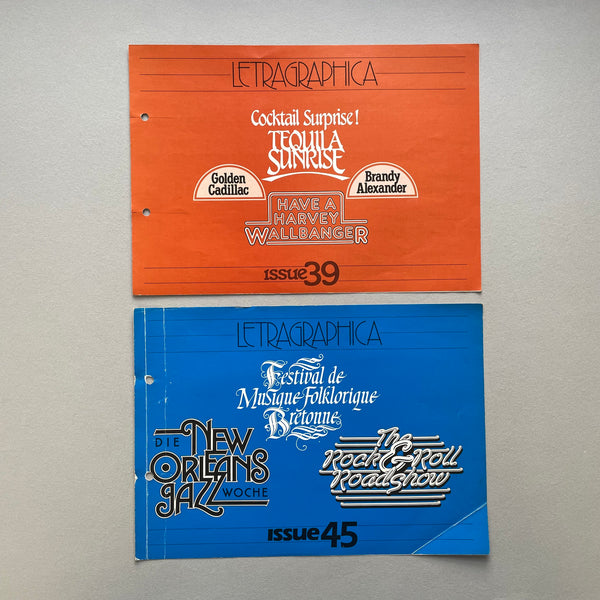 LETRAGRAPHICA
Cocktail Surprise!
TEQUILA
SUNRISE
Golden
Cadillac
Brandy
Alexander
HAVE A
HARVEY
WALLBANGER
issue39
LETRAGRAPHICA
Festival de
Musique Folklorique
Bretonne
DIE NEW
ORLEANS
JAZZ WOCHE
The
Rock & Roll
Roadshow
issue45